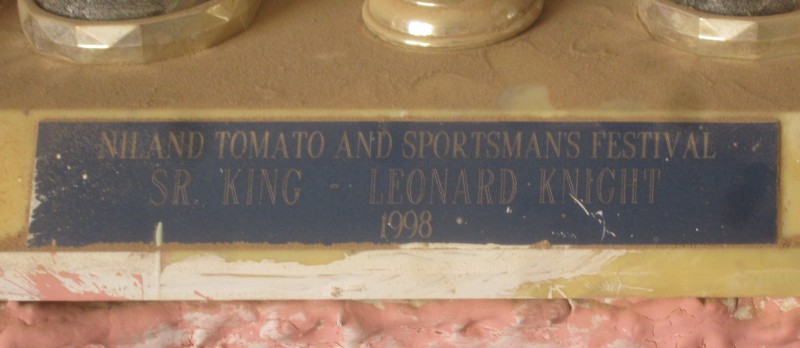 NILAND TOMATO AND SPORTSMAN'S FESTIVAL
SR. KING - LEONARD KNIGHT
1998